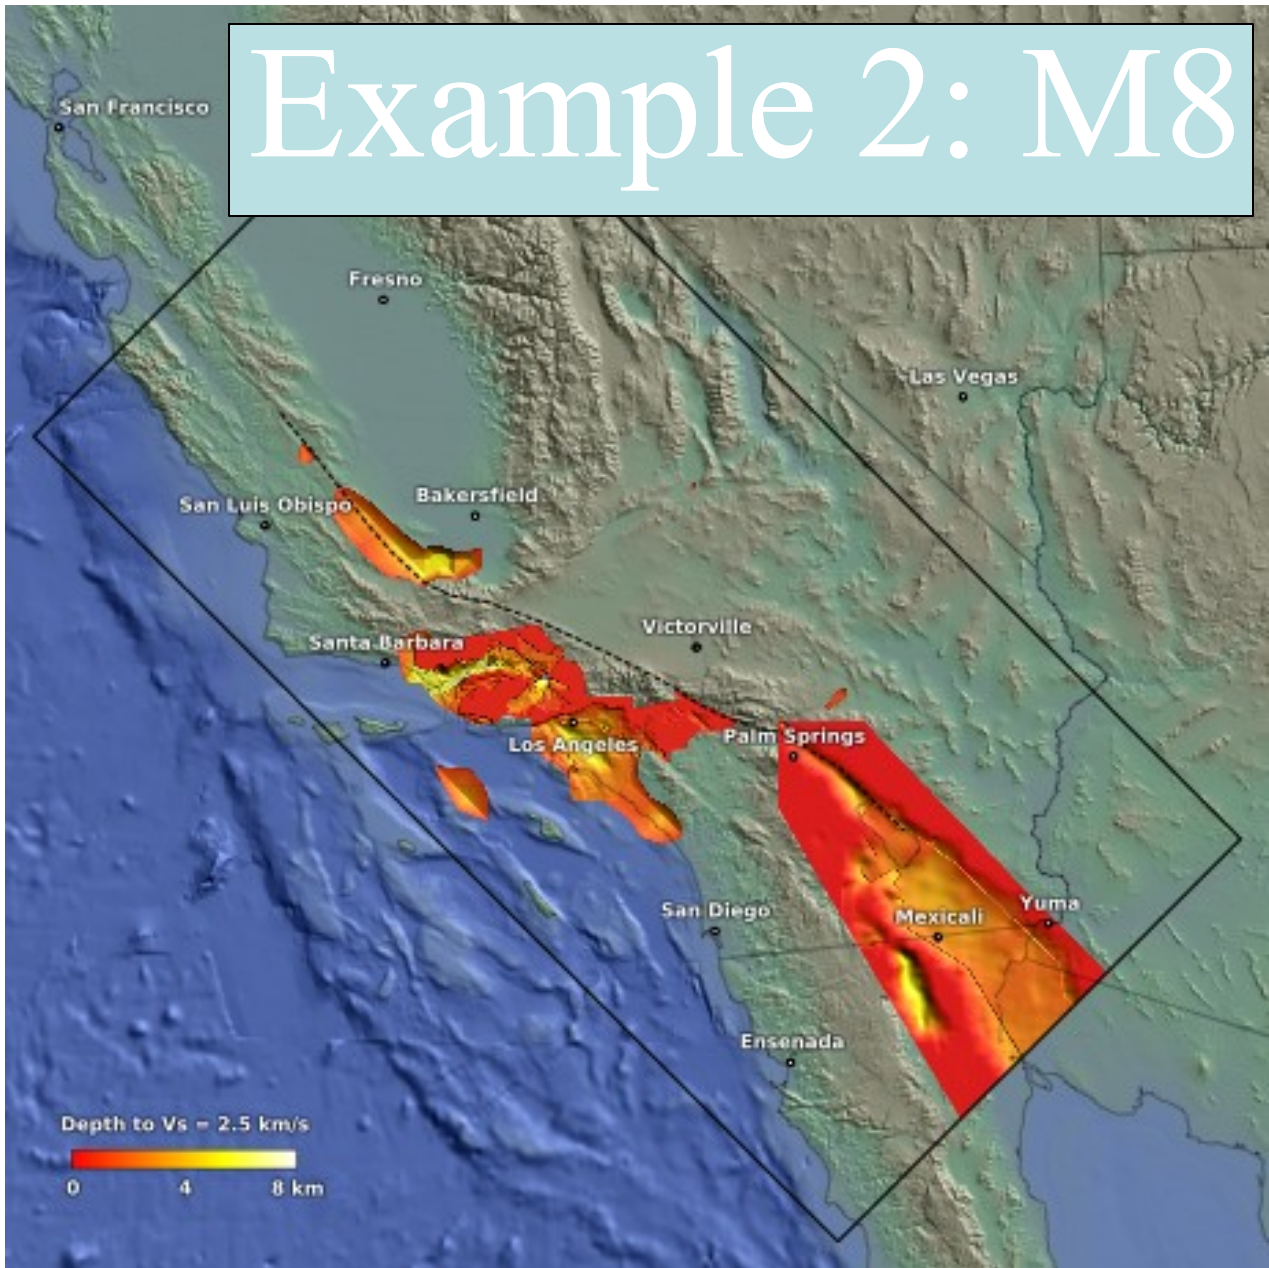 Example 2: M8
San Francisco
Fresno
Las Vegas
San Luis Obispo
Bakersfield
Victorville
Santa Barbara
Los Angeles
Palm Springs
San Diego
Mexicali
Yuma
Ensenada
Depth to Vs = 2.5 km/s
0 4 8 km